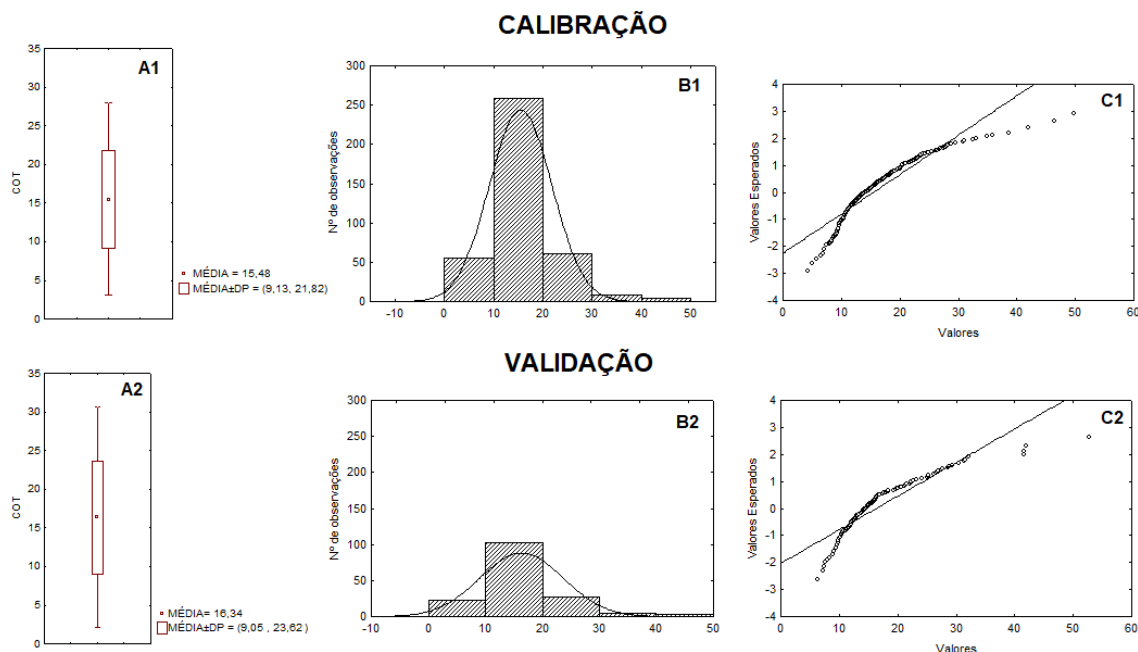 CALIBRAÇÃO
A1
35
30
25
20
15
10
5
0
COT
MÉDIA = 15,48
MÉDIA±DP = (9,13, 21,82)
B1
300
250
200
150
100
50
0
Nº de observações
-10 0 10 20 30 40 50
C1
4
3
2
1
0
-1
-2
-3
-4
Valores Esperados
0 10 20 30 40 50 60
Valores
VALIDAÇÃO
A2
35
30
25
20
15
10
5
0
COT
MÉDIA= 16,34
MÉDIA±DP = (9,05 , 23,62)
B2
300
250
200
150
100
50
0
Nº de observações
-10 0 10 20 30 40 50
C2
4
3
2
1
0
-1
-2
-3
-4
Valores Esperados
0 10 20 30 40 50 60
Valores